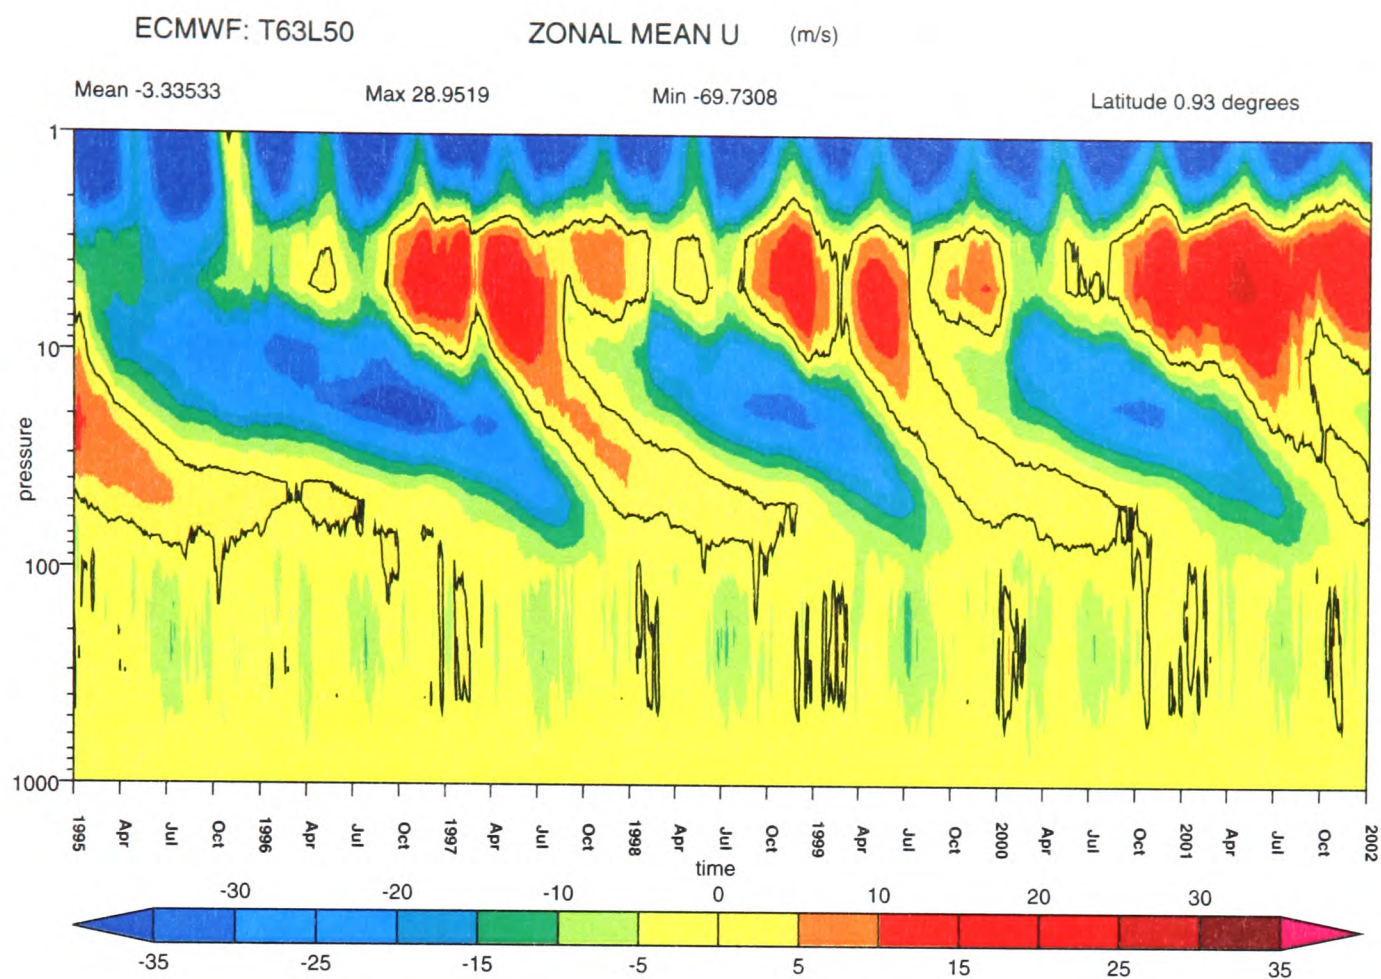 ECMWF: T63L50 ZONAL MEAN U (m/s)
Mean -3.33533 Max 28.9519 Min -69.7308 Latitude 0.93 degrees
1
10
100
1000
pressure
1995 Apr Jul Oct 1996 Apr Jul Oct 1997 Apr Jul Oct 1998 Apr Jul Oct 1999 Apr Jul Oct 2000 Apr Jul Oct 2001 Apr Jul Oct 2002
time
-30 -20 -10 0 10 20 30
-35 -25 -15 -5 5 15 25 35